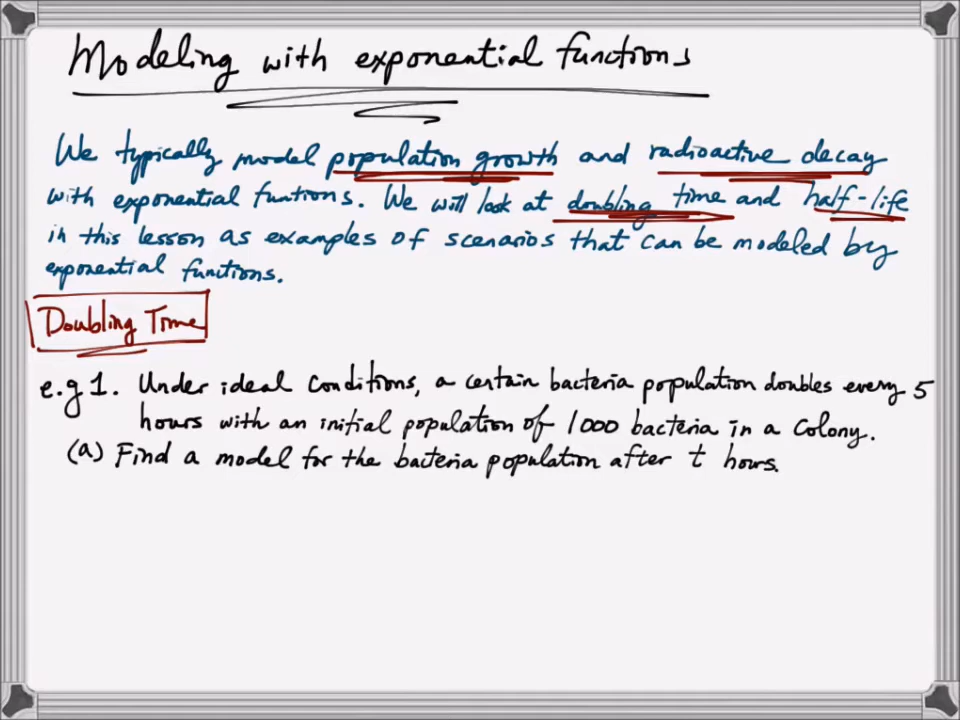 Modeling with exponential functions
We typically model population growth and radioactive decay
with exponential funtions. We will look at doubling time and half-life
in this lesson as examples of scenarios that can be modeled by
exponential functions.
Doubling Time
e.g 1. Under ideal conditions, a certain bacteria population doubles every 5
hours with an initial population of 1000 bacteria in a colony.
(a) Find a model for the bacteria population after t hours.